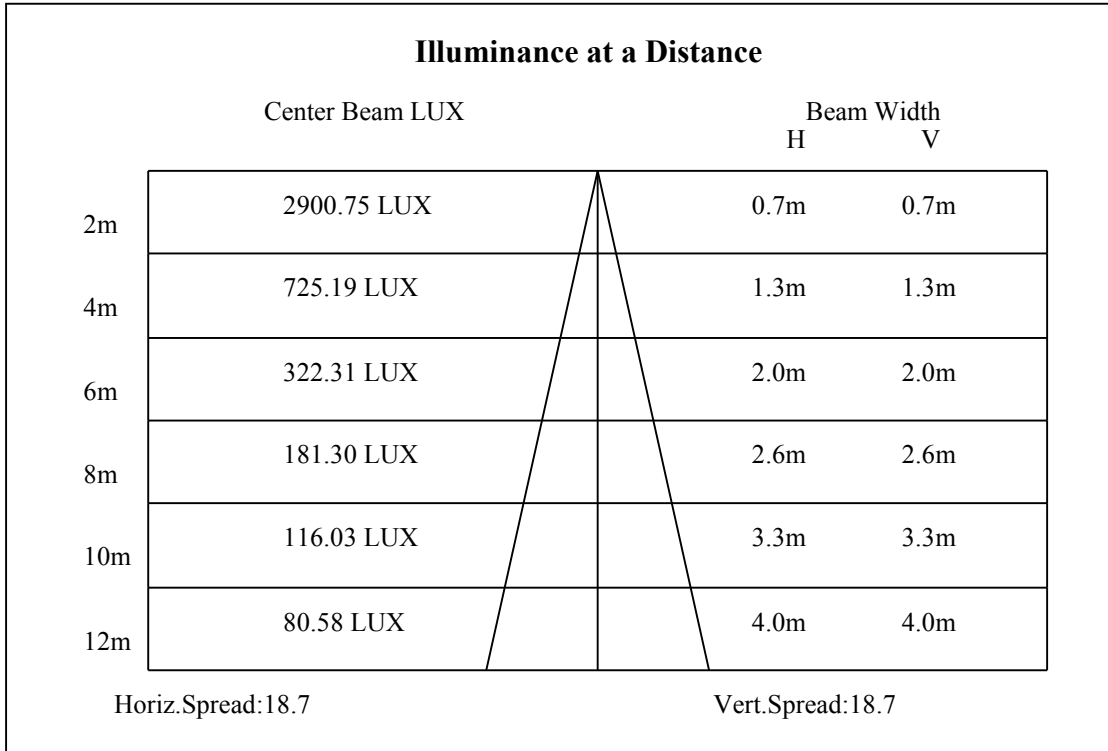 Illuminance at a Distance
Center Beam LUX Beam Width
H V
2m 2900.75 LUX 0.7m 0.7m
4m 725.19 LUX 1.3m 1.3m
6m 322.31 LUX 2.0m 2.0m
8m 181.30 LUX 2.6m 2.6m
10m 116.03 LUX 3.3m 3.3m
12m 80.58 LUX 4.0m 4.0m
Horiz.Spread:18.7 Vert.Spread:18.7